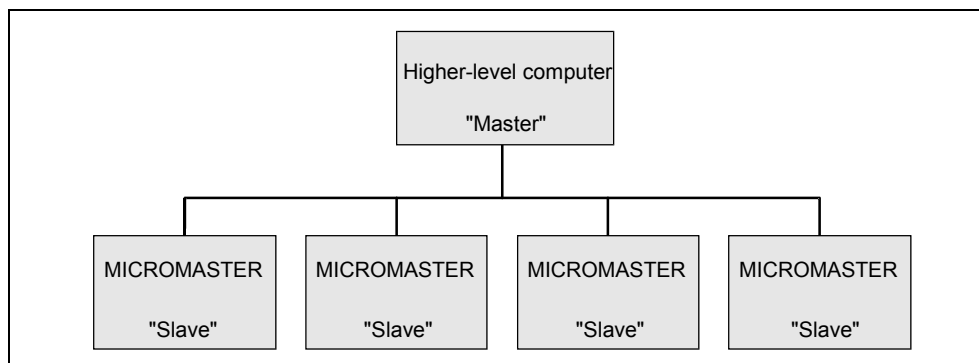 Higher-level computer
"Master"
MICROMASTER MICROMASTER MICROMASTER MICROMASTER
"Slave" "Slave" "Slave" "Slave"